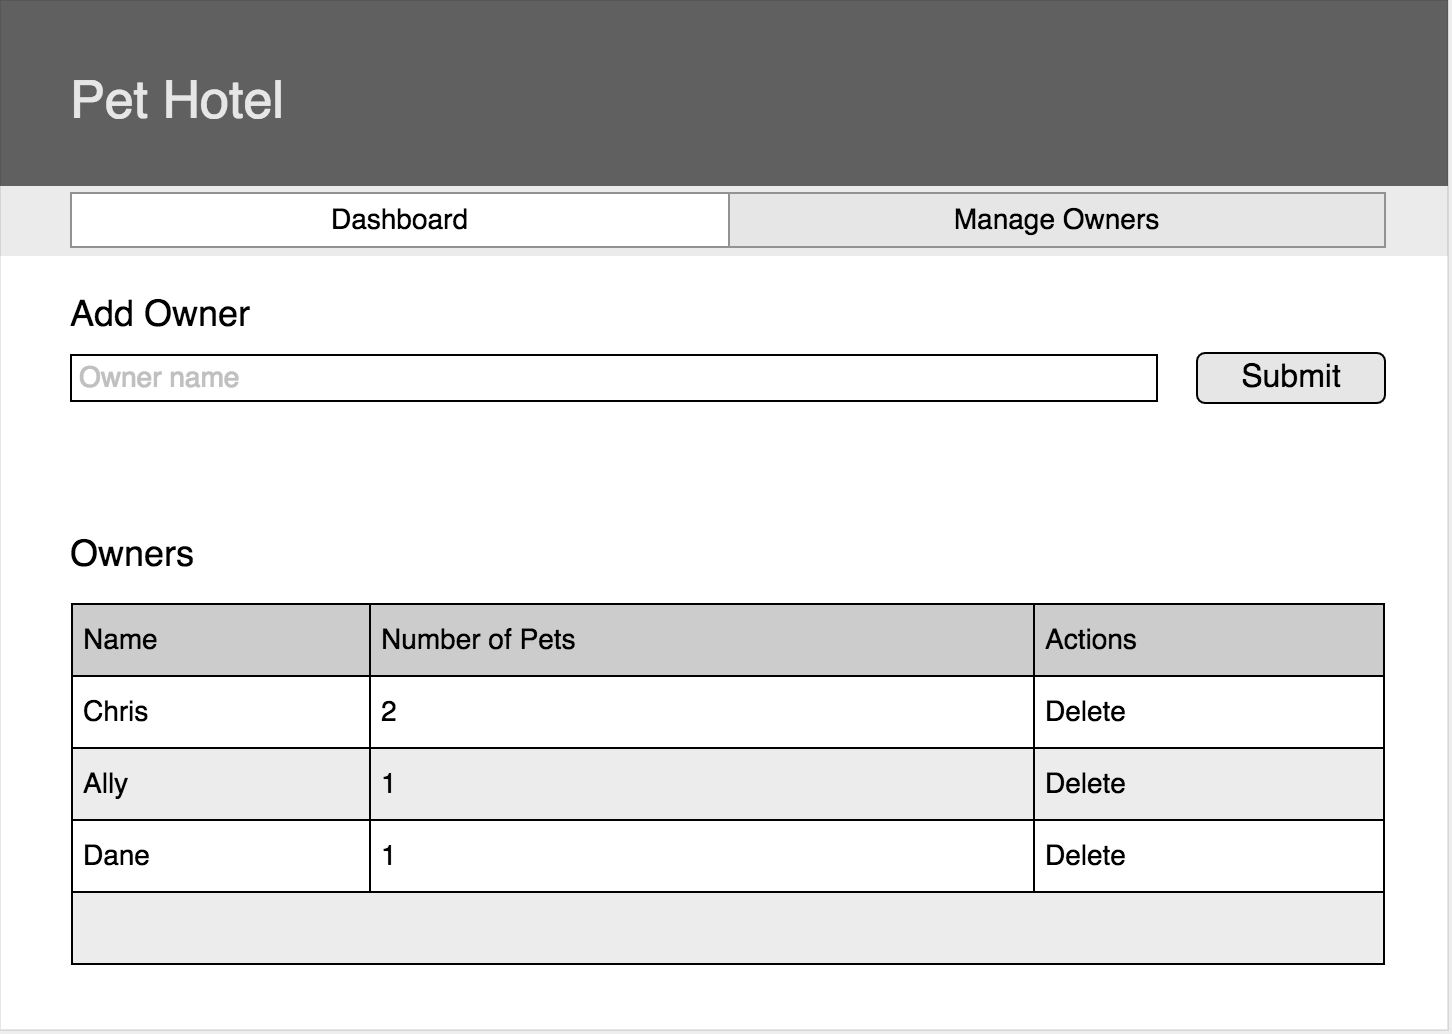 Pet Hotel
Dashboard Manage Owners
Add Owner
Owner name Submit
Owners
Name Number of Pets Actions
Chris 2 Delete
Ally 1 Delete
Dane 1 Delete